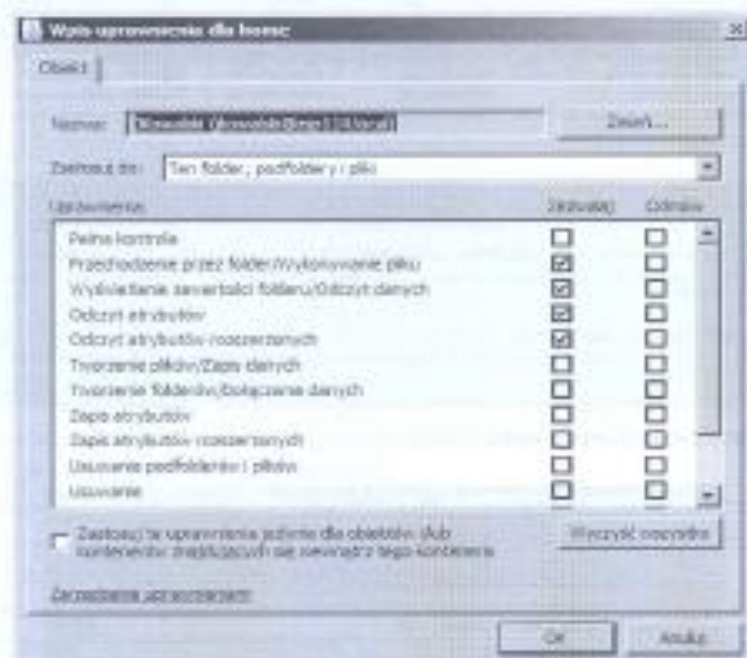 Wpis uprawnienia dla home
Obiekt
Nazwa:
Zmień...
Zastosuj do: Ten folder, podfoldery i pliki
Uprawnienia: Zezwalaj Odmów
Pełna kontrola
Przechodzenie przez folder/Wykonywanie pliku
Wyświetlanie zawartości folderu/Odczyt danych
Odczyt atrybutów
Odczyt atrybutów rozszerzonych
Tworzenie plików/Zapis danych
Tworzenie folderów/Dołączanie danych
Zapis atrybutów
Zapis atrybutów rozszerzonych
Usuwanie podfolderów i plików
Usuwanie
Zastosuj te uprawnienia jedynie dla obiektów i/lub
kontenerów znajdujących się wewnątrz tego kontenera
Wyczyść wszystko
Zarządzanie uprawnieniami
OK Anuluj